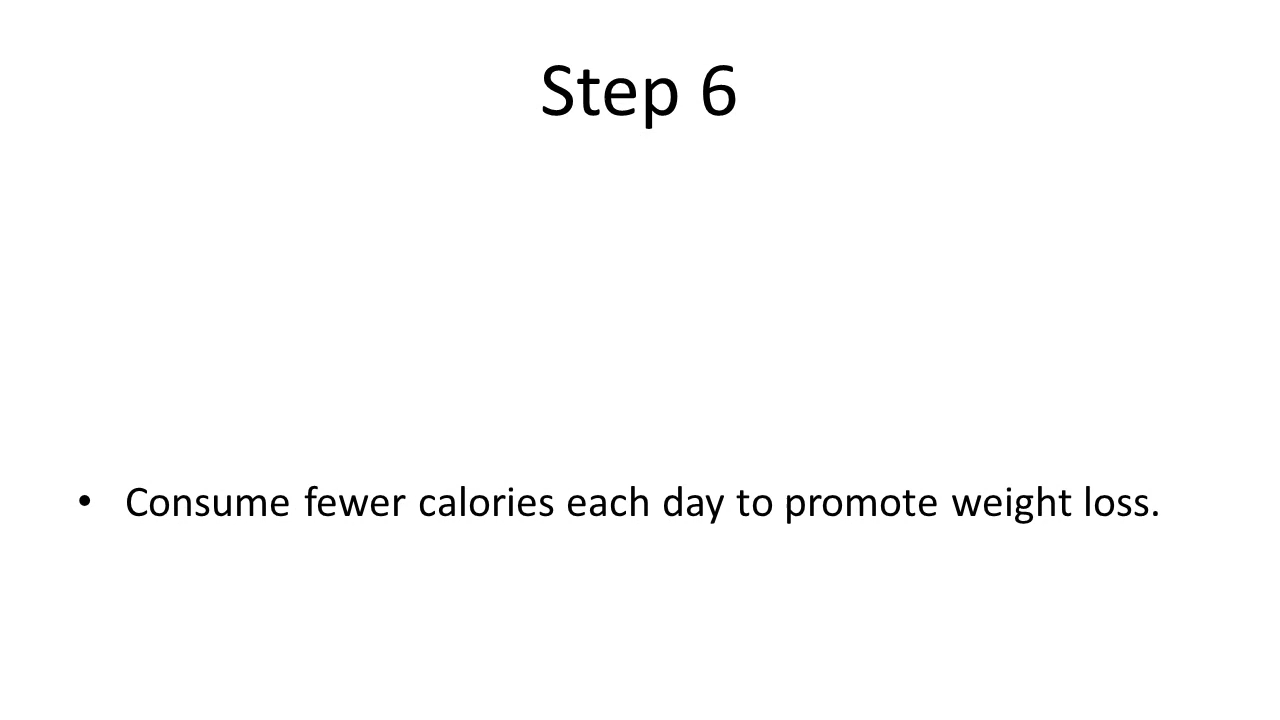 Step 6
• Consume fewer calories each day to promote weight loss.